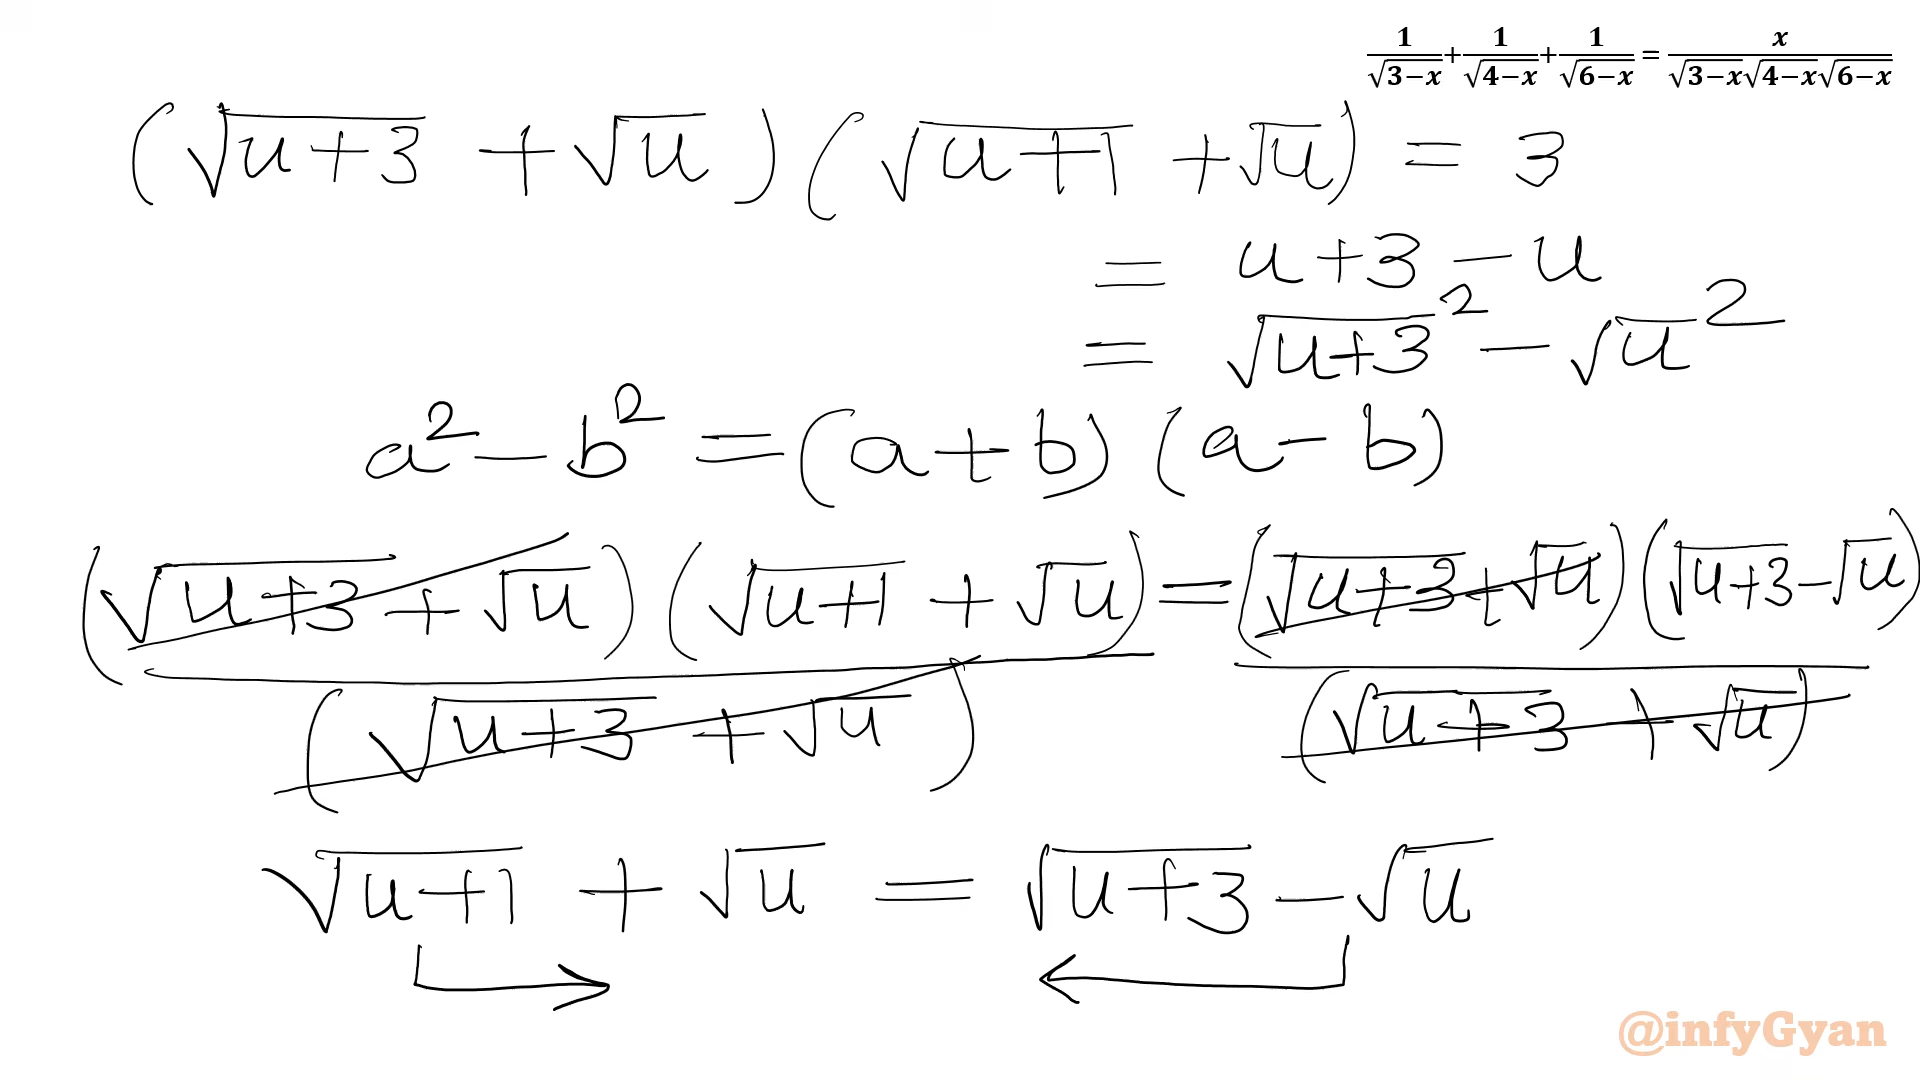 1/√(3−x) + 1/√(4−x) + 1/√(6−x) = x/(√(3−x)√(4−x)√(6−x))
(√(u+3) + √u)(√(u+1) + √u) = 3
= u+3 − u
= √(u+3)² − √u²
a² − b² = (a+b)(a−b)
(√(u+3) + √u)(√(u+1) + √u) / (√(u+3) + √u) = (√(u+3) + √u)(√(u+3) − √u) / (√(u+3) + √u)
√(u+1) + √u = √(u+3) − √u
@infyGyan